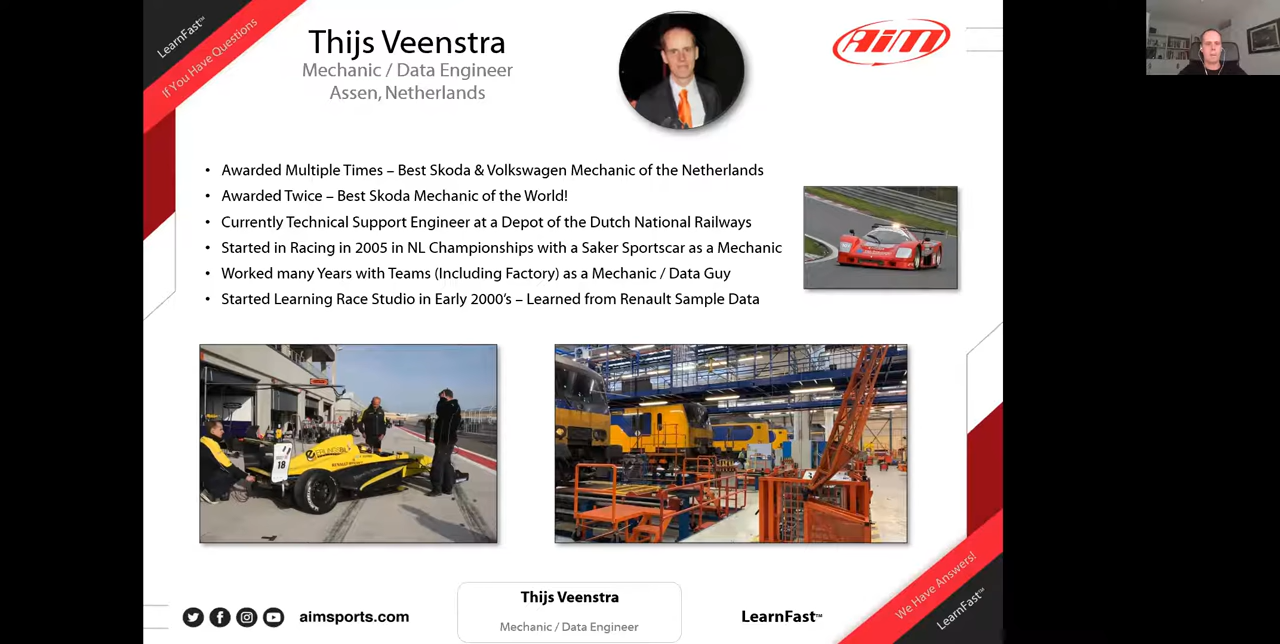 LearnFast™
If You Have Questions
Thijs Veenstra
Mechanic / Data Engineer
Assen, Netherlands
AiM
• Awarded Multiple Times – Best Skoda & Volkswagen Mechanic of the Netherlands
• Awarded Twice – Best Skoda Mechanic of the World!
• Currently Technical Support Engineer at a Depot of the Dutch National Railways
• Started in Racing in 2005 in NL Championships with a Saker Sportscar as a Mechanic
• Worked many Years with Teams (Including Factory) as a Mechanic / Data Guy
• Started Learning Race Studio in Early 2000's – Learned from Renault Sample Data
18
aimsports.com
Thijs Veenstra
Mechanic / Data Engineer
LearnFast™
We Have Answers!
LearnFast™